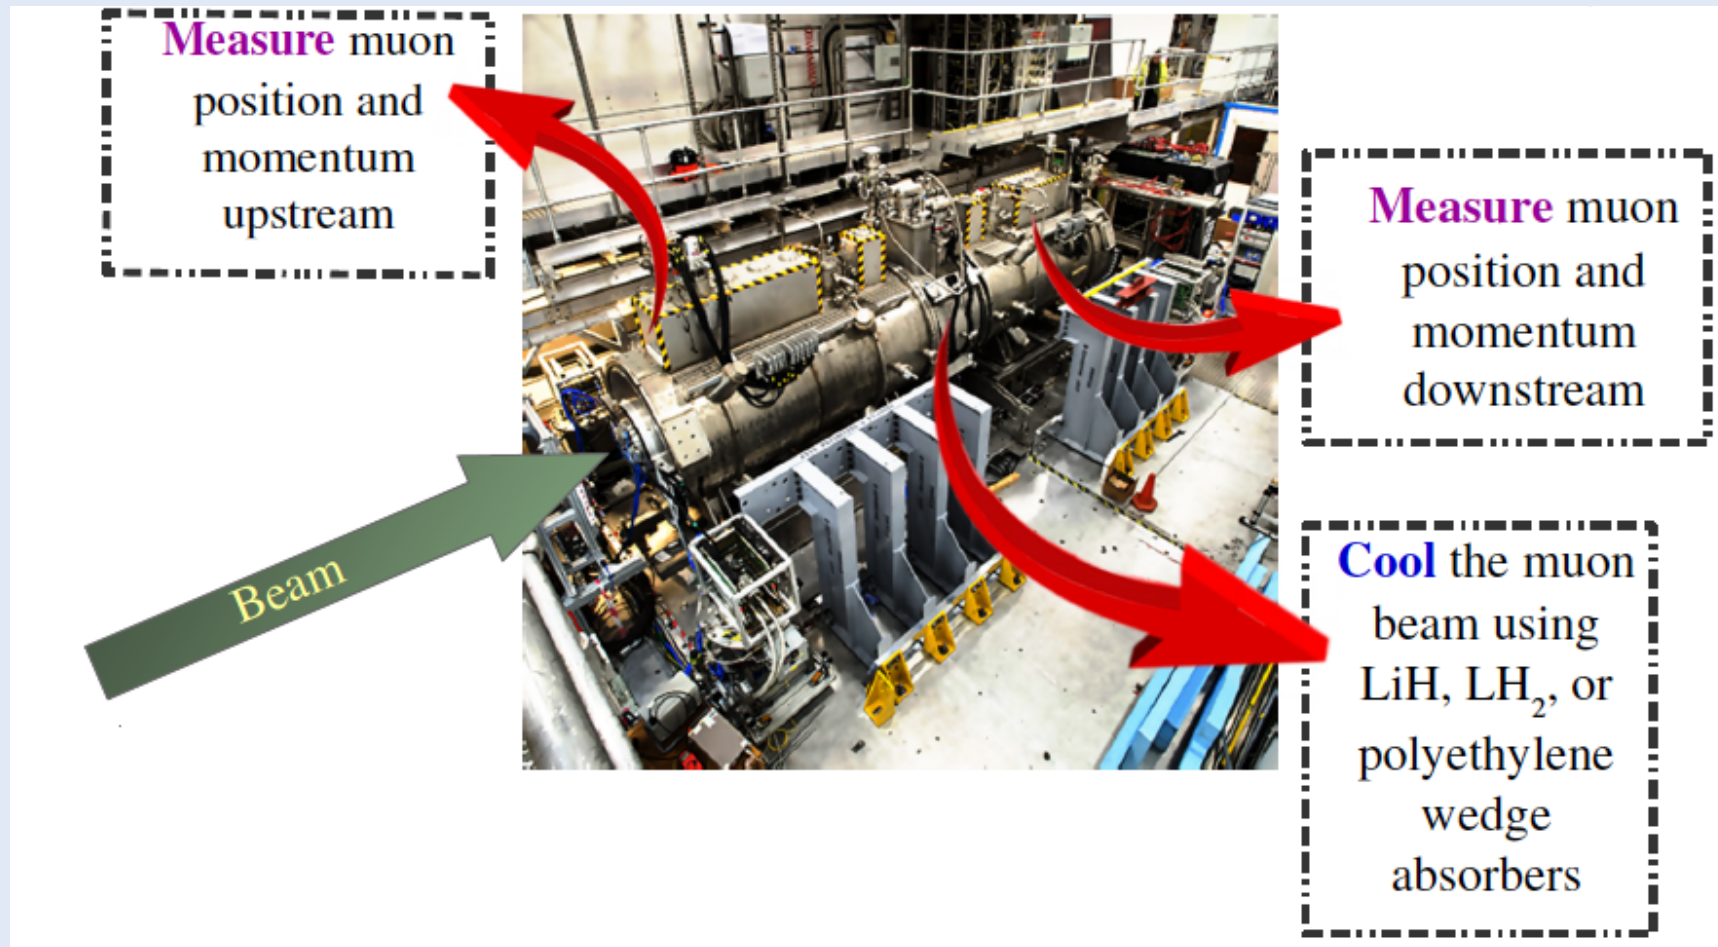 Measure muon
position and
momentum
upstream
Measure muon
position and
momentum
downstream
Beam
Cool the muon
beam using
LiH, LH₂, or
polyethylene
wedge
absorbers